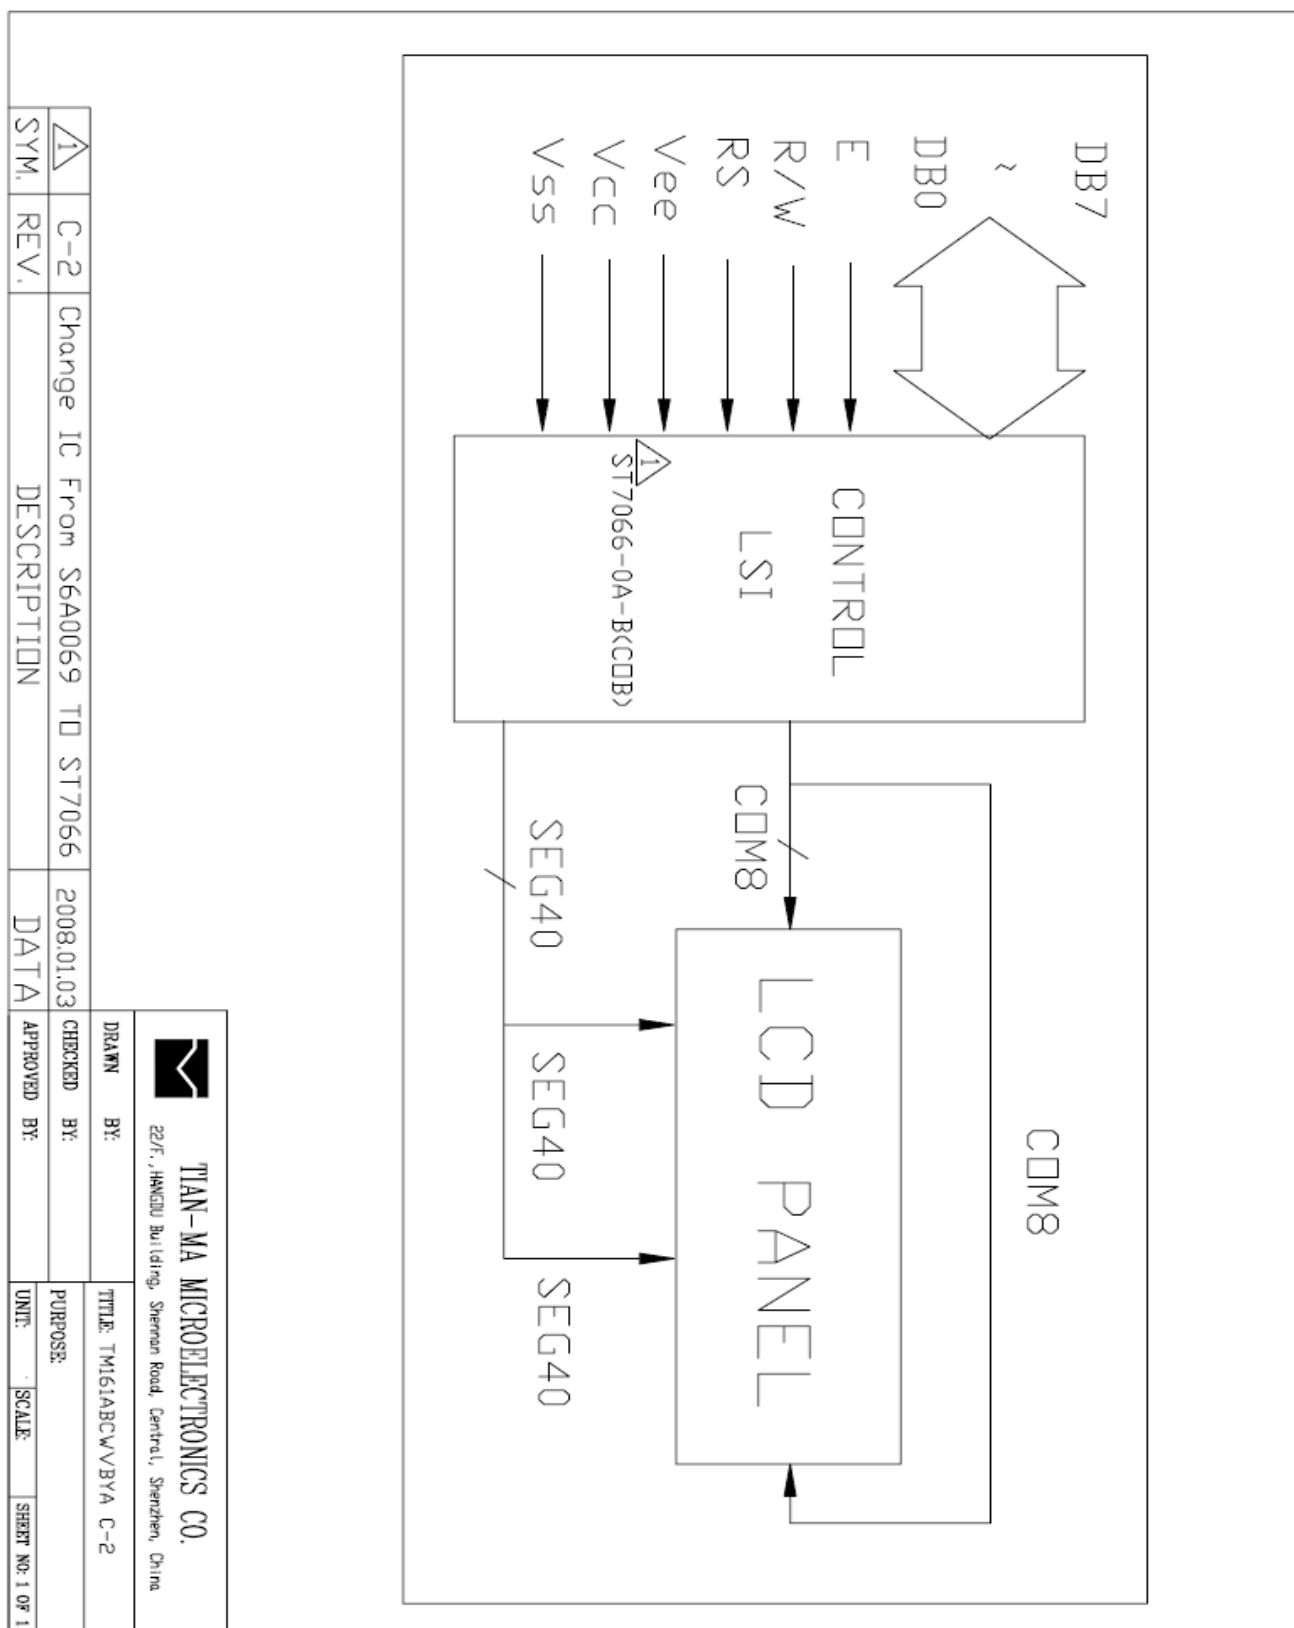 DB7
~
DB0
E
R/W
RS
Vee
Vcc
Vss
CONTROL
LSI
1
ST7066-0A-B(COB)
COM8
COM8
SEG40
SEG40
SEG40
LCD PANEL
TIAN-MA MICROELECTRONICS CO.
22/F.,HANGDU Building, Shennan Road, Central, Shenzhen, China
DRAWN BY:
TITLE: TM161ABCWVBYA C-2
1 C-2 Change IC From S6A0069 TO ST7066 2008.01.03
CHECKED BY:
PURPOSE:
SYM. REV. DESCRIPTION DATA
APPROVED BY:
UNIT: SCALE: SHEET NO: 1 OF 1